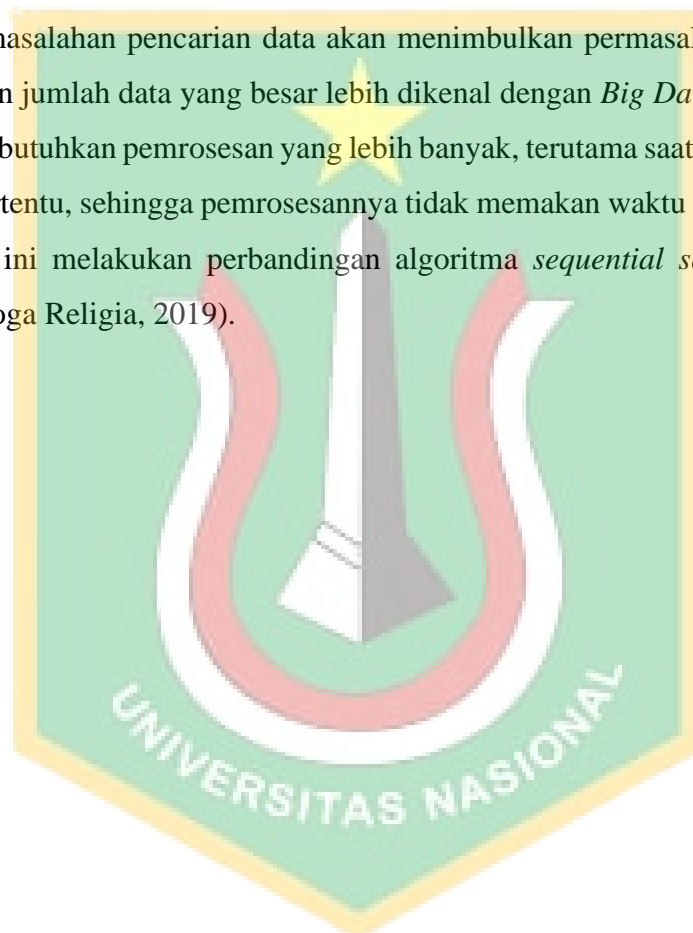 masalahan pencarian data akan menimbulkan permasal
n jumlah data yang besar lebih dikenal dengan Big Da
butuhkan pemrosesan yang lebih banyak, terutama saat
rtentu, sehingga pemrosesannya tidak memakan waktu
ini melakukan perbandingan algoritma sequential s
oga Religia, 2019).
UNIVERSITAS NASIONAL